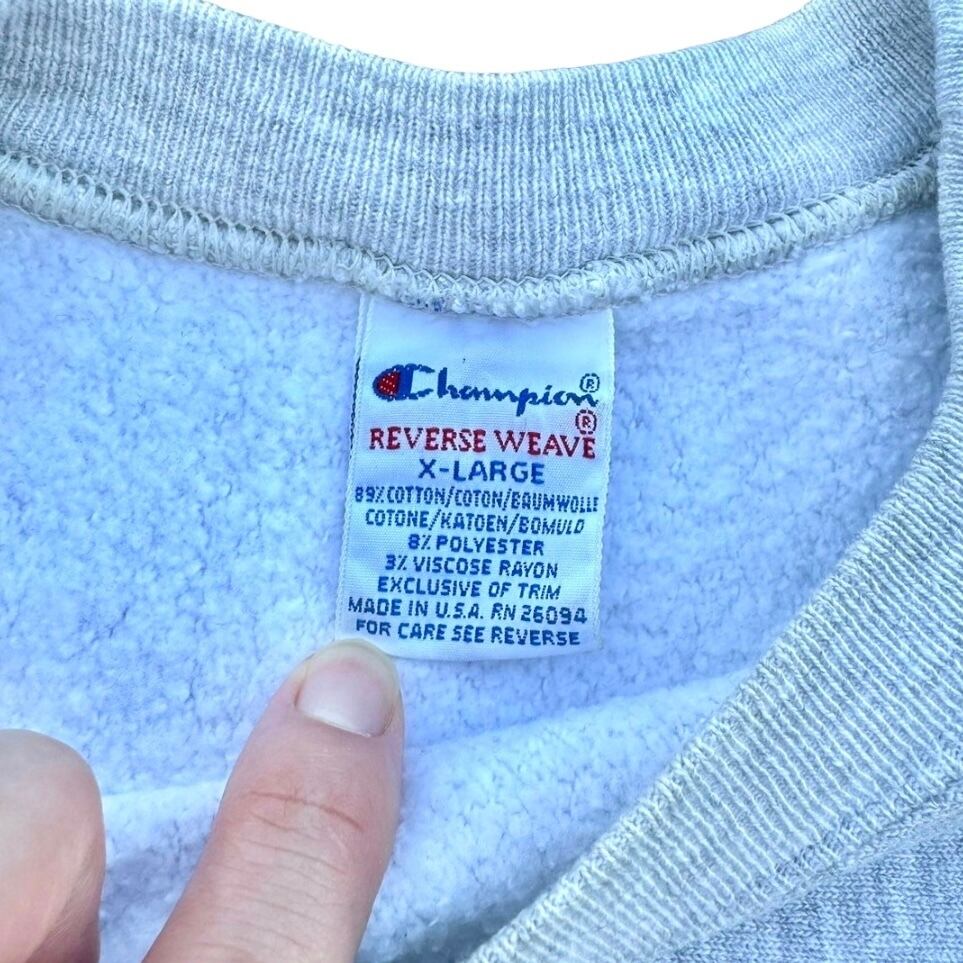 Champion®
REVERSE WEAVE®
X-LARGE
89% COTTON/COTON/BAUMWOLLE
COTONE/KATOEN/BOMULD
8% POLYESTER
3% VISCOSE RAYON
EXCLUSIVE OF TRIM
MADE IN U.S.A. RN 26094
FOR CARE SEE REVERSE